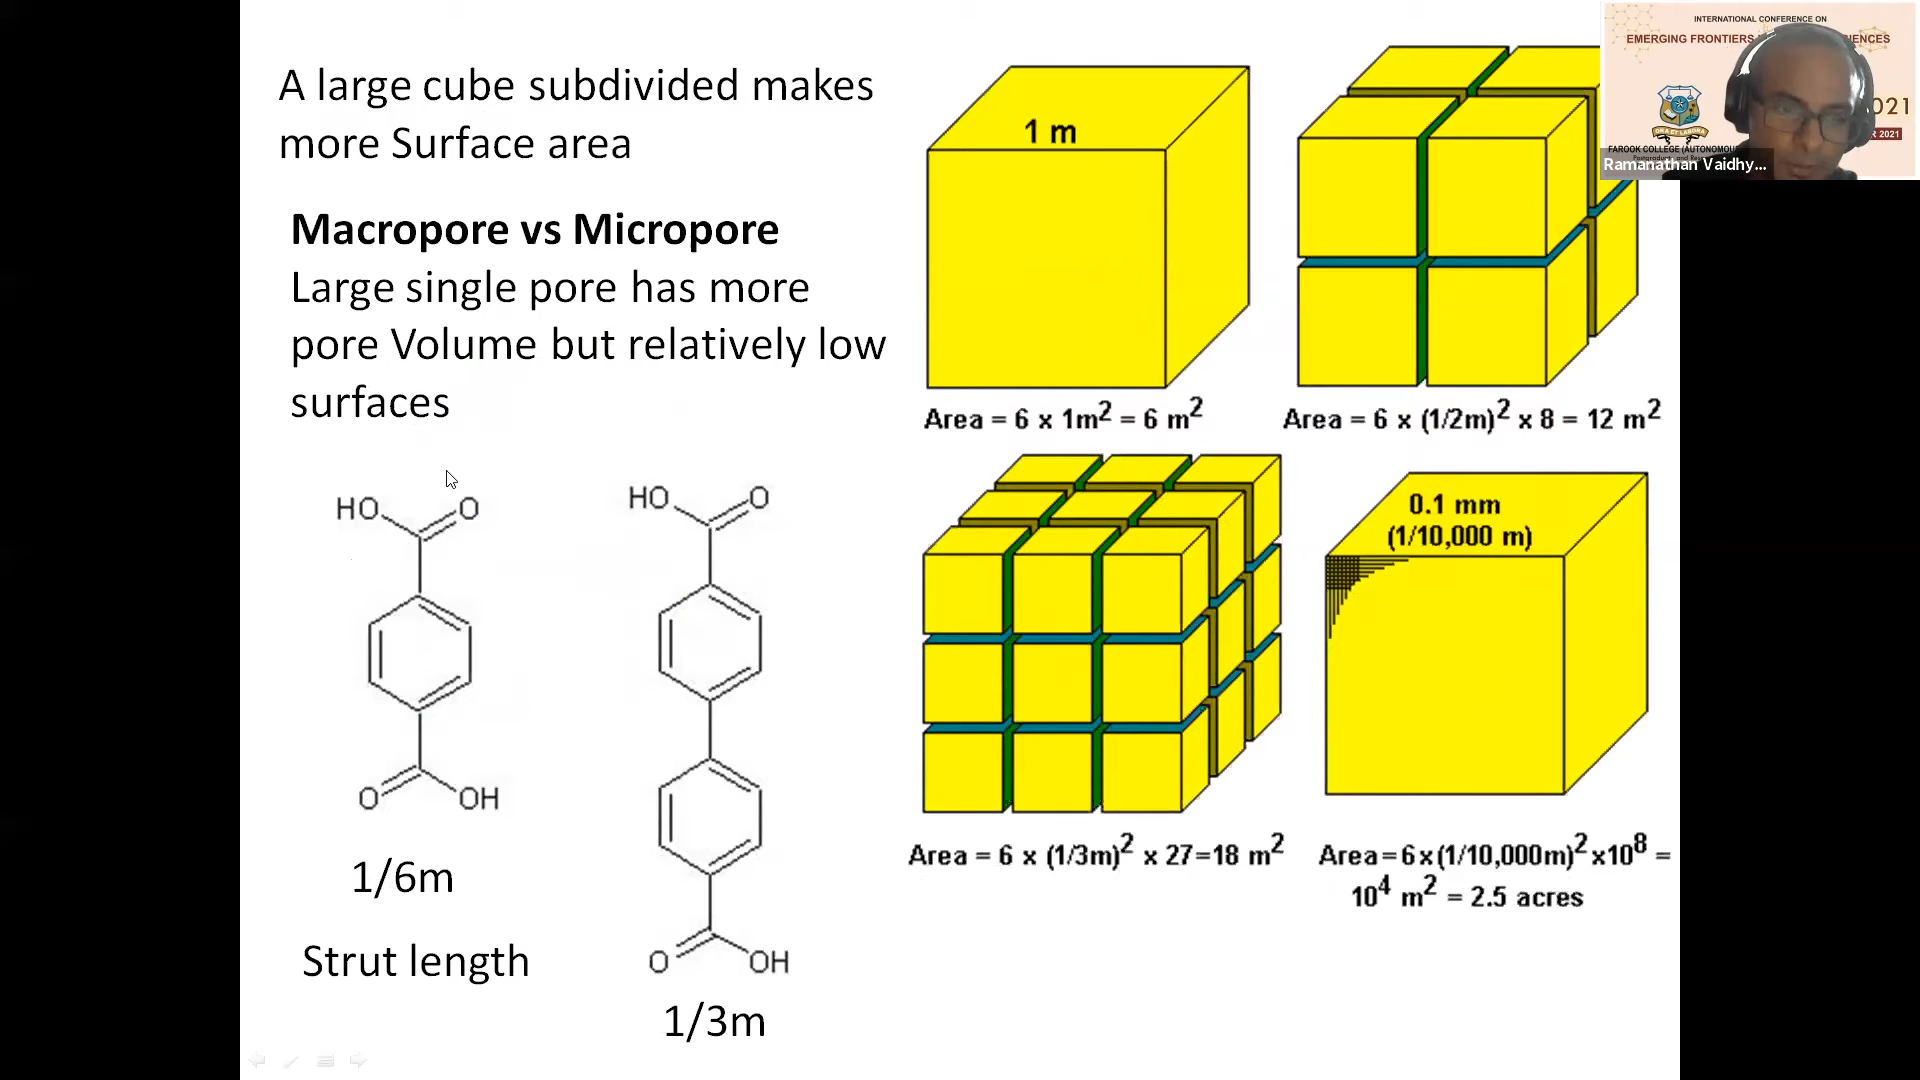 A large cube subdivided makes
more Surface area
Macropore vs Micropore
Large single pore has more
pore Volume but relatively low
surfaces
HO O
O OH
1/6m
Strut length
HO O
O OH
1/3m
1 m
Area = 6 x 1m² = 6 m²
Area = 6 x (1/2m)² x 8 = 12 m²
Area = 6 x (1/3m)² x 27=18 m²
0.1 mm
(1/10,000 m)
Area=6x(1/10,000m)²x10⁸ =
10⁴ m² = 2.5 acres
INTERNATIONAL CONFERENCE ON
EMERGING FRONTIERS
2021
FAROOK COLLEGE
Ramanathan Vaidhy...